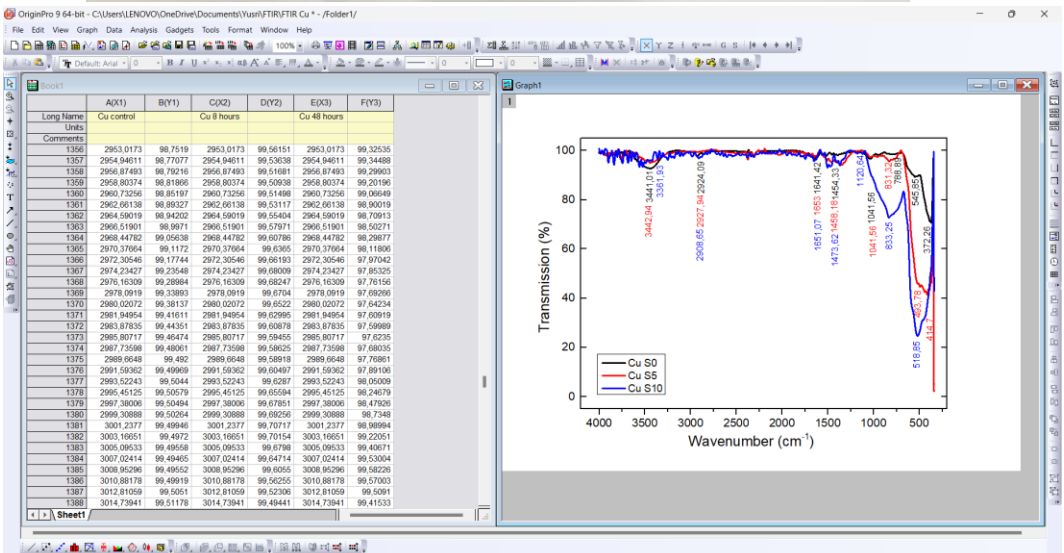 OriginPro 9 64-bit - C:\Users\LENOVO\OneDrive\Documents\Yusri\FTIR\FTIR Cu * - /Folder1/
File Edit View Graph Data Analysis Gadgets Tools Format Window Help
100%
Default: Arial 0 B I U 0 0
Book1
A(X1) B(Y1) C(X2) D(Y2) E(X3) F(Y3)
Long Name Cu control Cu 8 hours Cu 48 hours
Units
Comments
1356 2953,0173 98,7519 2953,0173 99,56151 2953,0173 99,32535
1357 2954,94611 98,77077 2954,94611 99,53638 2954,94611 99,34488
1358 2956,87493 98,79216 2956,87493 99,51681 2956,87493 99,29903
1359 2958,80374 98,81866 2958,80374 99,50938 2958,80374 99,20196
1360 2960,73256 98,85197 2960,73256 99,51498 2960,73256 99,06649
1361 2962,66138 98,89327 2962,66138 99,53117 2962,66138 98,90019
1362 2964,59019 98,94202 2964,59019 99,55404 2964,59019 98,70913
1366 2966,51901 98,9971 2966,51901 99,57971 2966,51901 98,50271
1364 2968,44782 99,05638 2968,44782 99,60786 2968,44782 98,29877
1365 2970,37664 99,1172 2970,37664 99,6365 2970,37664 98,11806
1366 2972,30546 99,17744 2972,30546 99,66193 2972,30546 97,97042
1367 2974,23427 99,23548 2974,23427 99,68009 2974,23427 97,85325
1368 2976,16309 99,28984 2976,16309 99,68247 2976,16309 97,76156
1369 2978,0919 99,33893 2978,0919 99,6704 2978,0919 97,69266
1370 2980,02072 99,38137 2980,02072 99,6522 2980,02072 97,64234
1371 2981,94954 99,41611 2981,94954 99,62995 2981,94954 97,60919
1372 2983,87835 99,44351 2983,87835 99,60878 2983,87835 97,59989
1373 2985,80717 99,46474 2985,80717 99,59455 2985,80717 97,6235
1374 2987,73598 99,48061 2987,73598 99,58625 2987,73598 97,68035
1375 2989,6648 99,492 2989,6648 99,58918 2989,6648 97,76861
1376 2991,59362 99,49969 2991,59362 99,60497 2991,59362 97,89106
1377 2993,52243 99,5044 2993,52243 99,6287 2993,52243 98,05009
1378 2995,45125 99,50579 2995,45125 99,65594 2995,45125 98,24679
1379 2997,38006 99,50494 2997,38006 99,67851 2997,38006 98,47926
1380 2999,30888 99,50264 2999,30888 99,69256 2999,30888 98,7348
1381 3001,2377 99,49946 3001,2377 99,70717 3001,2377 98,98994
1382 3003,16651 99,4972 3003,16651 99,70154 3003,16651 99,22051
1383 3005,09533 99,49558 3005,09533 99,6798 3005,09533 99,40671
1384 3007,02414 99,49465 3007,02414 99,64714 3007,02414 99,53004
1385 3008,95296 99,49552 3008,95296 99,6055 3008,95296 99,58226
1386 3010,88178 99,49919 3010,88178 99,56255 3010,88178 99,57003
1387 3012,81059 99,5051 3012,81059 99,52306 3012,81059 99,5091
1388 3014,73941 99,51178 3014,73941 99,49441 3014,73941 99,41533
Sheet1
Graph1
1
Transmission (%)
100
80
60
40
20
0
3442,94 3441,01 3361,93
2908,65 2927,94 2924,09
1651,07 1653 1641,42
1473,62 1458,18 1454,33
1120,64
1041,56 1041,56
833,25 831,32 788,89
545,85
372,26
518,85 493,78 414,7
Cu S0
Cu S5
Cu S10
4000 3500 3000 2500 2000 1500 1000 500
Wavenumber (cm⁻¹)